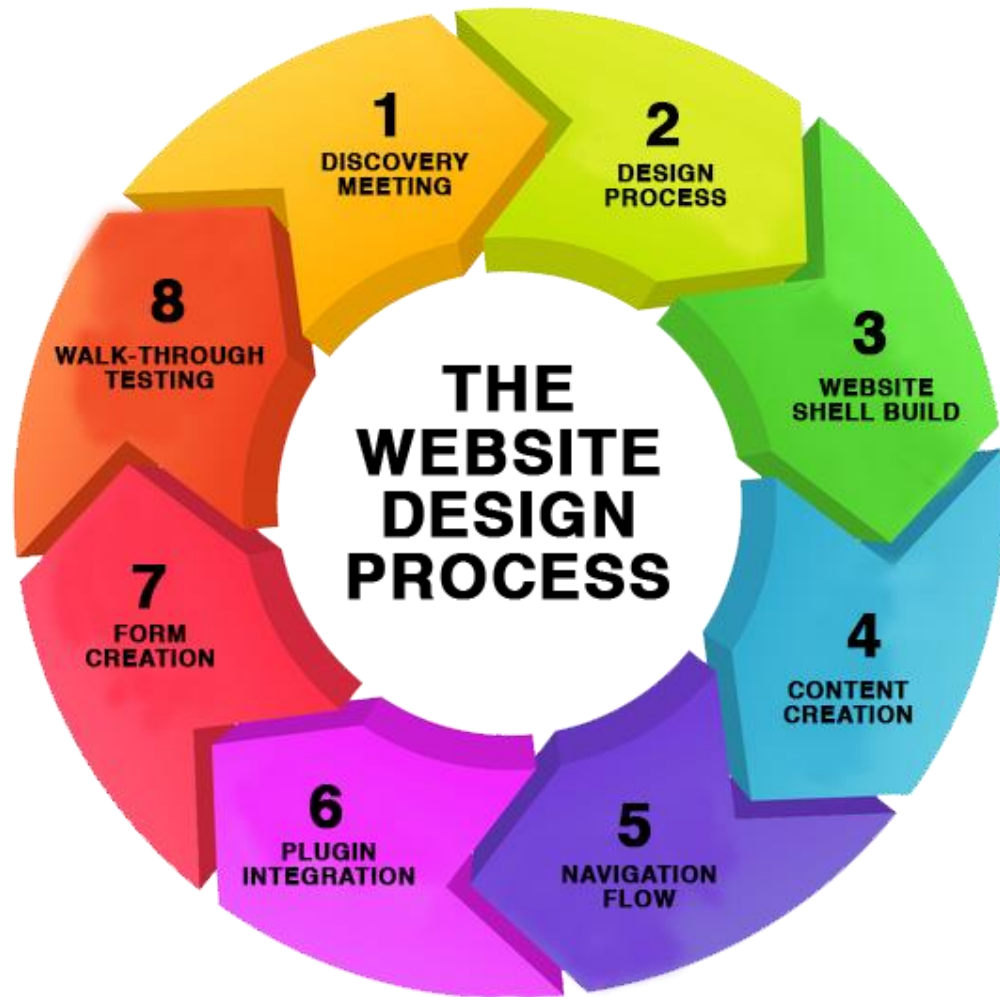 THE
WEBSITE
DESIGN
PROCESS
1
DISCOVERY
MEETING
2
DESIGN
PROCESS
3
WEBSITE
SHELL BUILD
4
CONTENT
CREATION
5
NAVIGATION
FLOW
6
PLUGIN
INTEGRATION
7
FORM
CREATION
8
WALK-THROUGH
TESTING